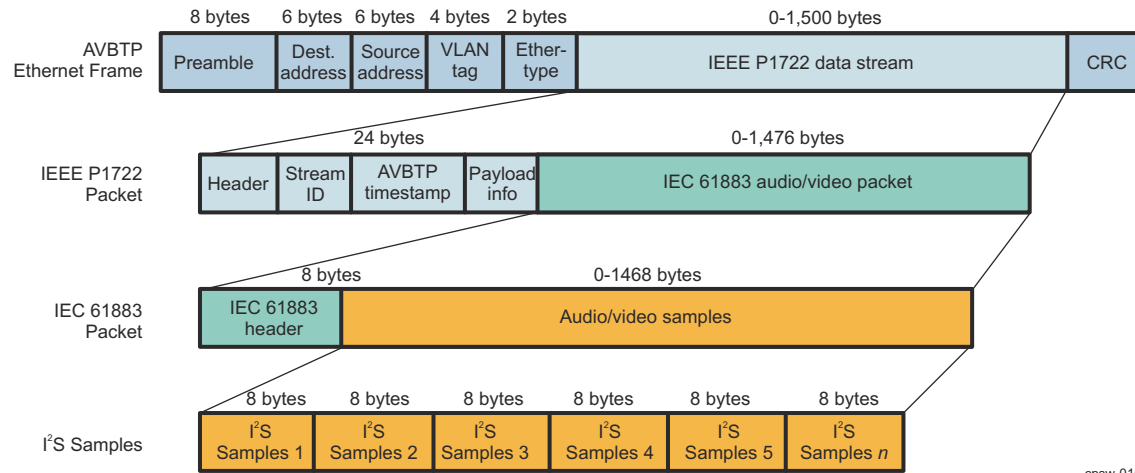 8 bytes 6 bytes 6 bytes 4 bytes 2 bytes 0-1,500 bytes
AVBTP
Ethernet Frame
Preamble
Dest.
address
Source
address
VLAN
tag
Ether-
type
IEEE P1722 data stream
CRC
24 bytes 0-1,476 bytes
IEEE P1722
Packet
Header
Stream
ID
AVBTP
timestamp
Payload
info
IEC 61883 audio/video packet
8 bytes 0-1468 bytes
IEC 61883
Packet
IEC 61883
header
Audio/video samples
8 bytes 8 bytes 8 bytes 8 bytes 8 bytes 8 bytes
I²S Samples
I²S
Samples 1
I²S
Samples 2
I²S
Samples 3
I²S
Samples 4
I²S
Samples 5
I²S
Samples n